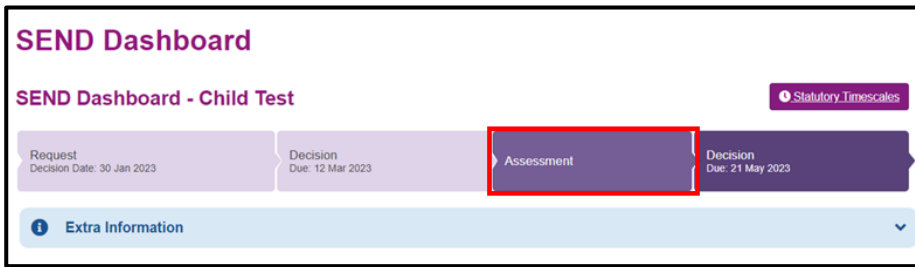 SEND Dashboard
SEND Dashboard - Child Test
Statutory Timescales
Request
Decision Date: 30 Jan 2023
Decision
Due: 12 Mar 2023
Assessment
Decision
Due: 21 May 2023
Extra Information